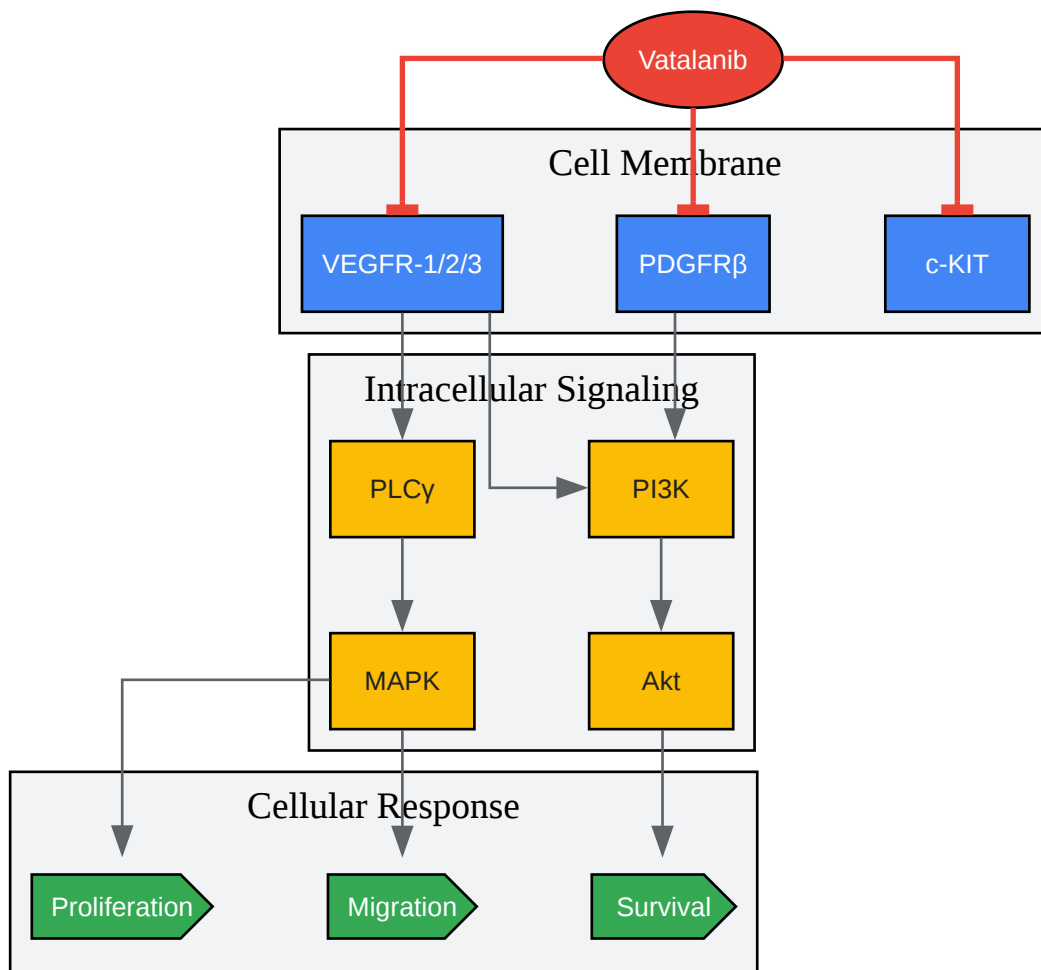 Vatalanib
Cell Membrane
VEGFR-1/2/3
PDGFRβ
c-KIT
Intracellular Signaling
PLCγ
PI3K
MAPK
Akt
Cellular Response
Proliferation
Migration
Survival